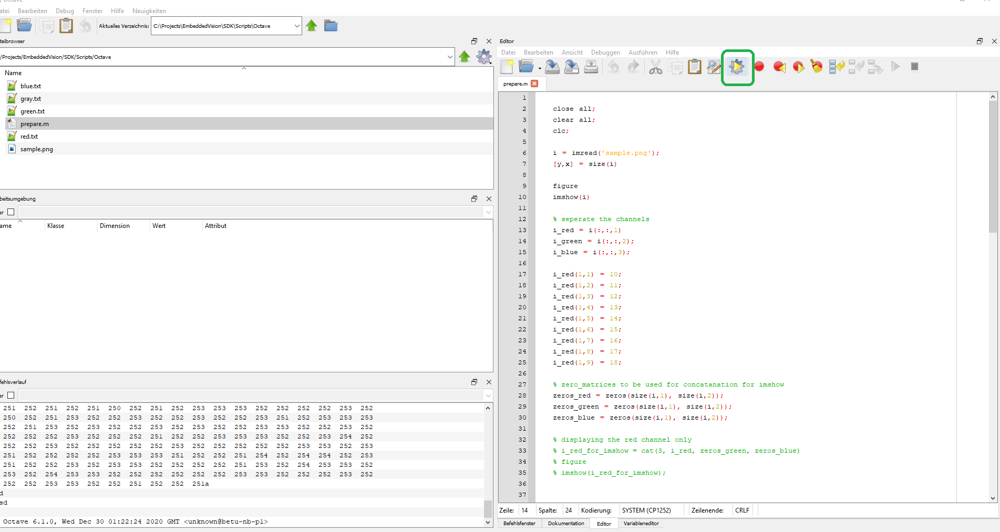 Octave
atei Bearbeiten Debug Fenster Hilfe Neuigkeiten
Aktuelles Verzeichnis: C:\Projects\EmbeddedVision\SDK\Scripts\Octave
teibrowser
/Projects/EmbeddedVision/SDK/Scripts/Octave
Name
blue.txt
gray.txt
green.txt
prepare.m
red.txt
sample.png
beitsumgebung
er
ame Klasse Dimension Wert Attribut
fehlsverlauf
er
251 252 251 252 251 250 252 251 252 253 253 253 252 252 252 252 253 252
250 252 251 253 252 252 253 252 252 253 252 252 253 251 252 253 253 253
252 251 253 252 253 252 252 253 252 253 252 252 253 253 252 252 253 252
252 252 252 253 252 252 252 251 252 252 253 253 253 252 252 253 254 252
252 252 253 252 252 252 252 252 253 252 252 252 252 252 253 253 252 253
251 252 252 252 252 253 253 253 251 252 252 251 254 252 254 254 252 253
251 252 252 253 252 253 253 252 252 252 252 251 253 252 254 253 253 252
253 252 254 253 253 252 252 252 252 252 252 253 253 252 252 252 253 252
252 252 253 253 252 252 251 252 252 251a
d
sd
Octave 6.1.0, Wed Dec 30 01:22:24 2020 GMT <unknown@betu-nb-pl>
Editor
Datei Bearbeiten Ansicht Debuggen Ausführen Hilfe
prepare.m
1
2 close all;
3 clear all;
4 clc;
5
6 i = imread('sample.png');
7 [y,x] = size(i)
8
9 figure
10 imshow(i)
11
12 % seperate the channels
13 i_red = i(:,:,1)
14 i_green = i(:,:,2);
15 i_blue = i(:,:,3);
16
17 i_red(1,1) = 10;
18 i_red(1,2) = 11;
19 i_red(1,3) = 12;
20 i_red(1,4) = 13;
21 i_red(1,5) = 14;
22 i_red(1,6) = 15;
23 i_red(1,7) = 16;
24 i_red(1,8) = 17;
25 i_red(1,9) = 18;
26
27 % zero_matrices to be used for concatanation for imshow
28 zeros_red = zeros(size(i,1), size(i,2));
29 zeros_green = zeros(size(i,1), size(i,2));
30 zeros_blue = zeros(size(i,1), size(i,2));
31
32 % displaying the red channel only
33 % i_red_for_imshow = cat(3, i_red, zeros_green, zeros_blue)
34 % figure
35 % imshow(i_red_for_imshow);
36
37
Zeile: 14 Spalte: 24 Kodierung: SYSTEM (CP1252) Zeilenende: CRLF
Befehlsfenster Dokumentation Editor Variableneditor